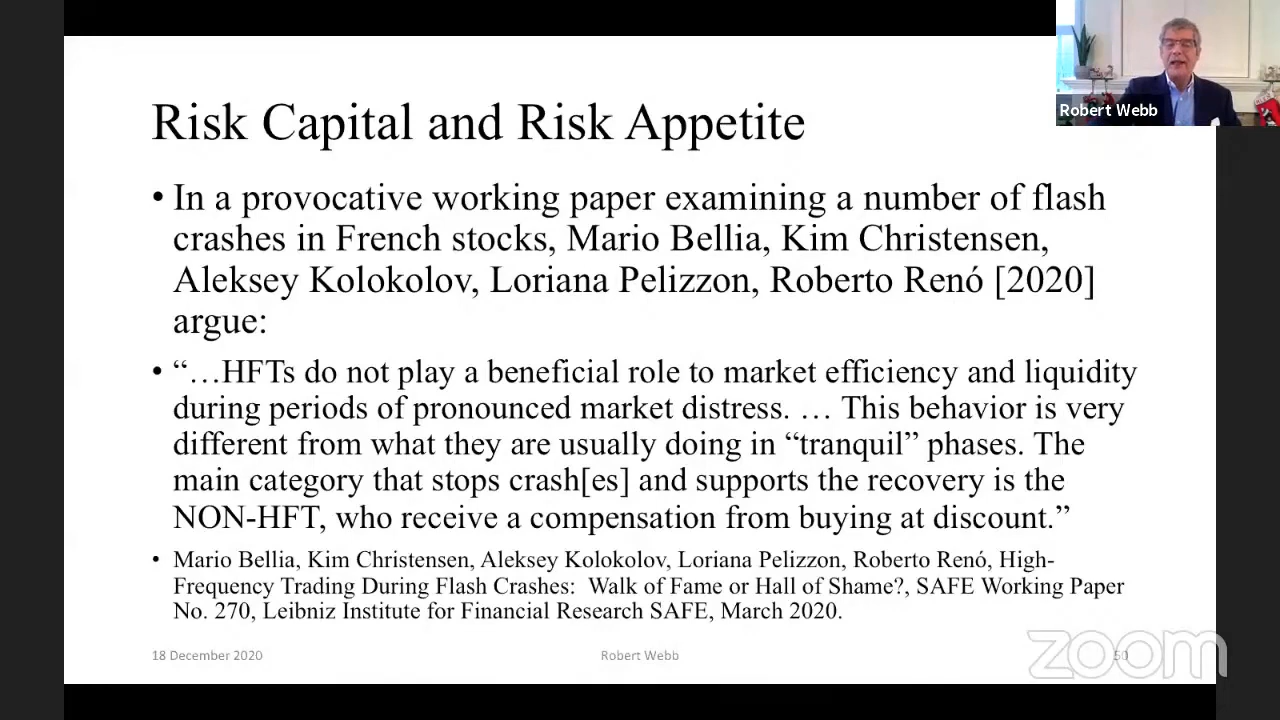 Risk Capital and Risk Appetite
Robert Webb
• In a provocative working paper examining a number of flash
crashes in French stocks, Mario Bellia, Kim Christensen,
Aleksey Kolokolov, Loriana Pelizzon, Roberto Renó [2020]
argue:
• “…HFTs do not play a beneficial role to market efficiency and liquidity
during periods of pronounced market distress. … This behavior is very
different from what they are usually doing in “tranquil” phases. The
main category that stops crash[es] and supports the recovery is the
NON-HFT, who receive a compensation from buying at discount.”
• Mario Bellia, Kim Christensen, Aleksey Kolokolov, Loriana Pelizzon, Roberto Renó, High-
Frequency Trading During Flash Crashes: Walk of Fame or Hall of Shame?, SAFE Working Paper
No. 270, Leibniz Institute for Financial Research SAFE, March 2020.
18 December 2020
Robert Webb
50
zoom